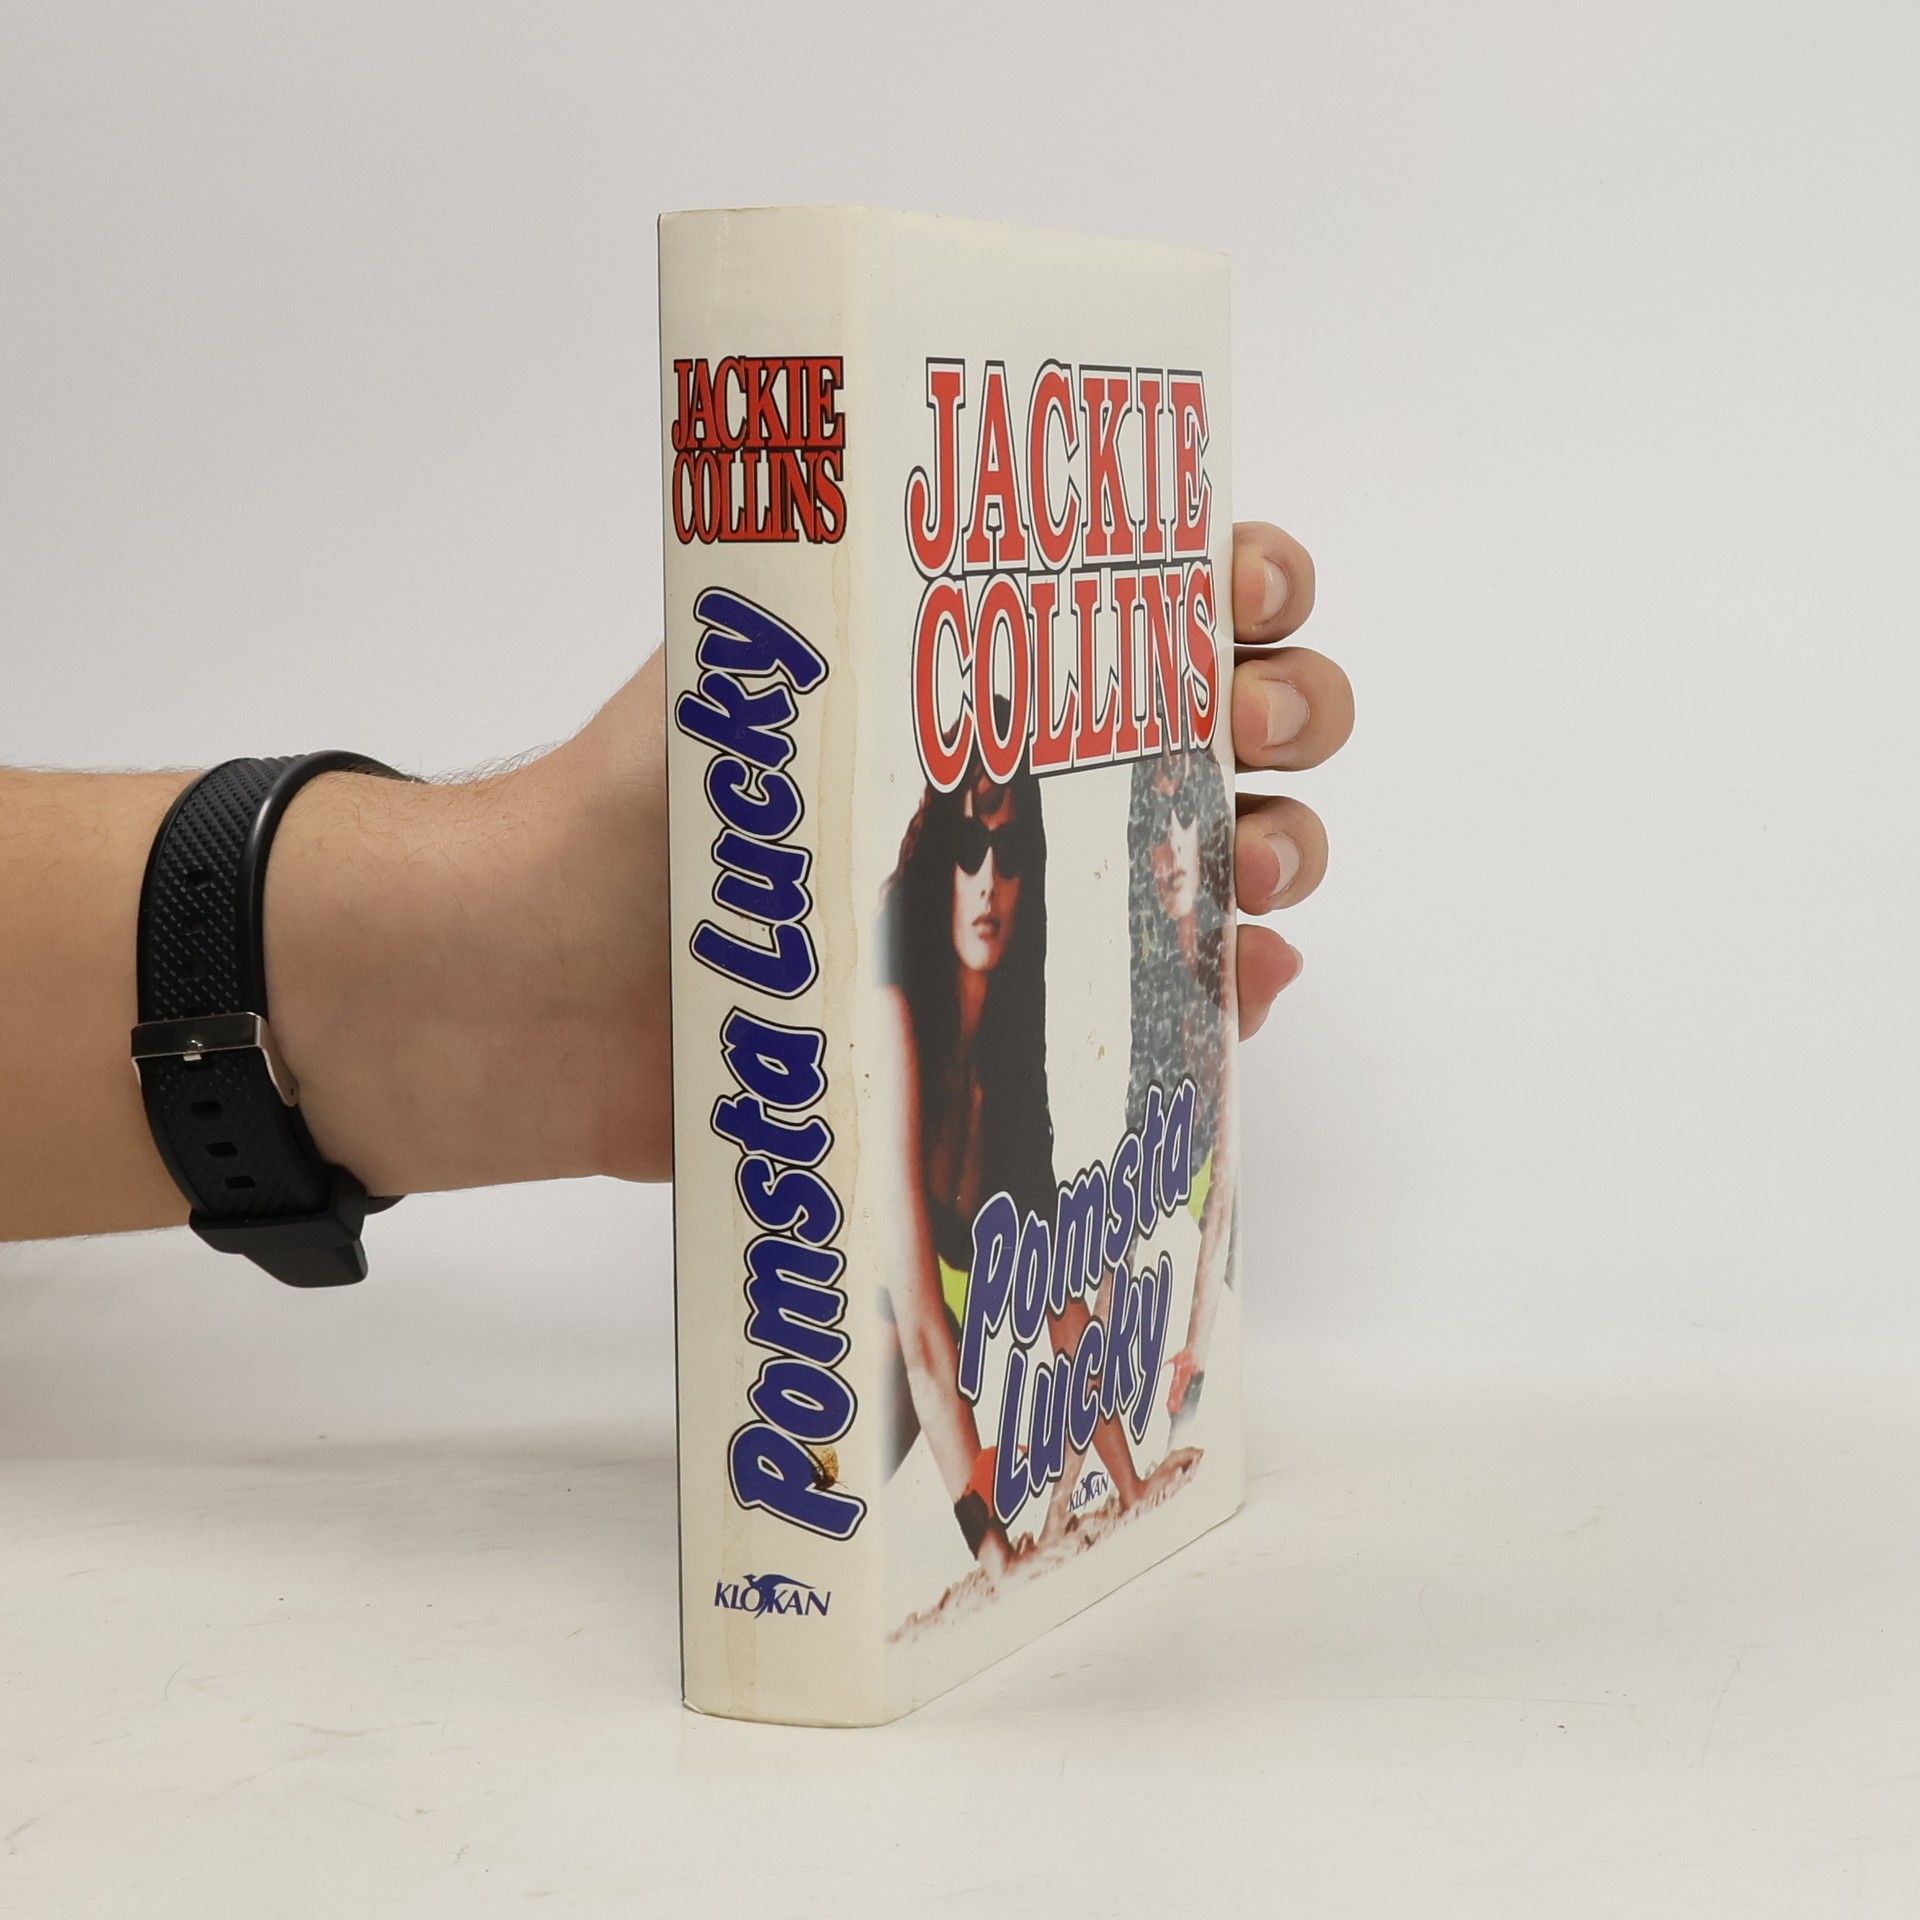 JACKIE
COLLINS
Pomsta Lucky
KLOKAN
JACKIE
COLLINS
Pomsta
Lucky
KLOKAN